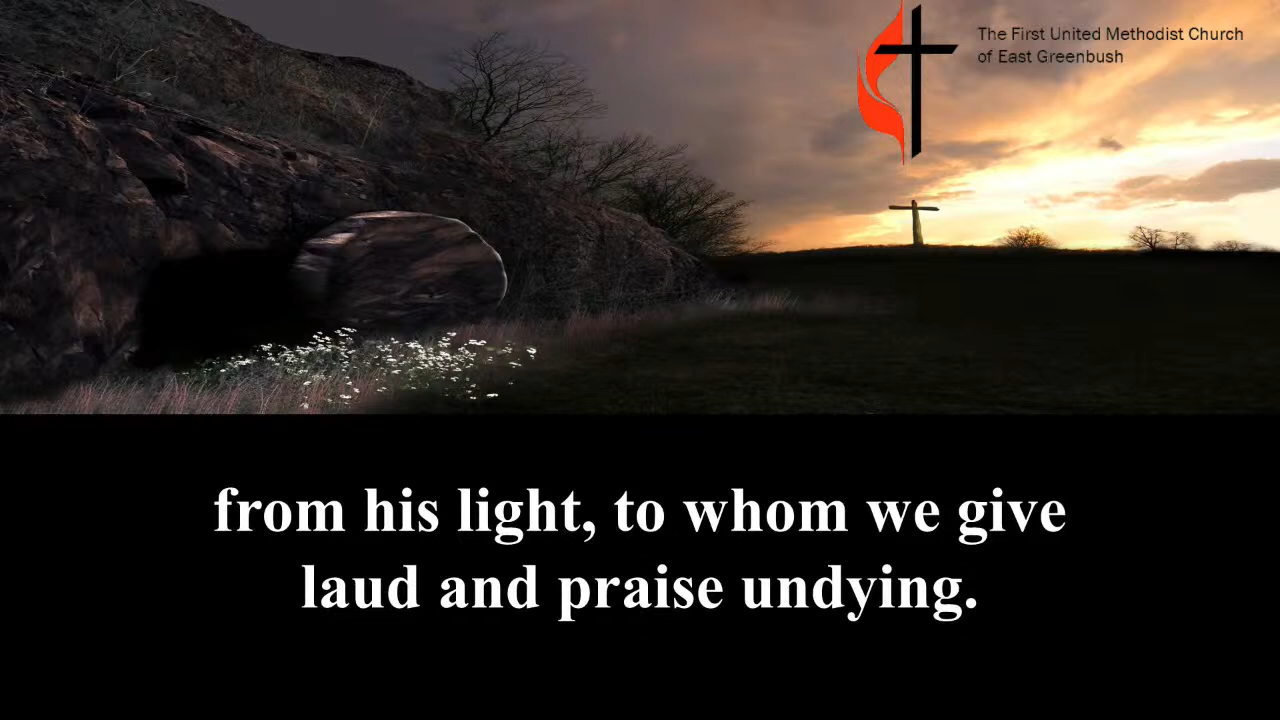 The First United Methodist Church
of East Greenbush
from his light, to whom we give
laud and praise undying.